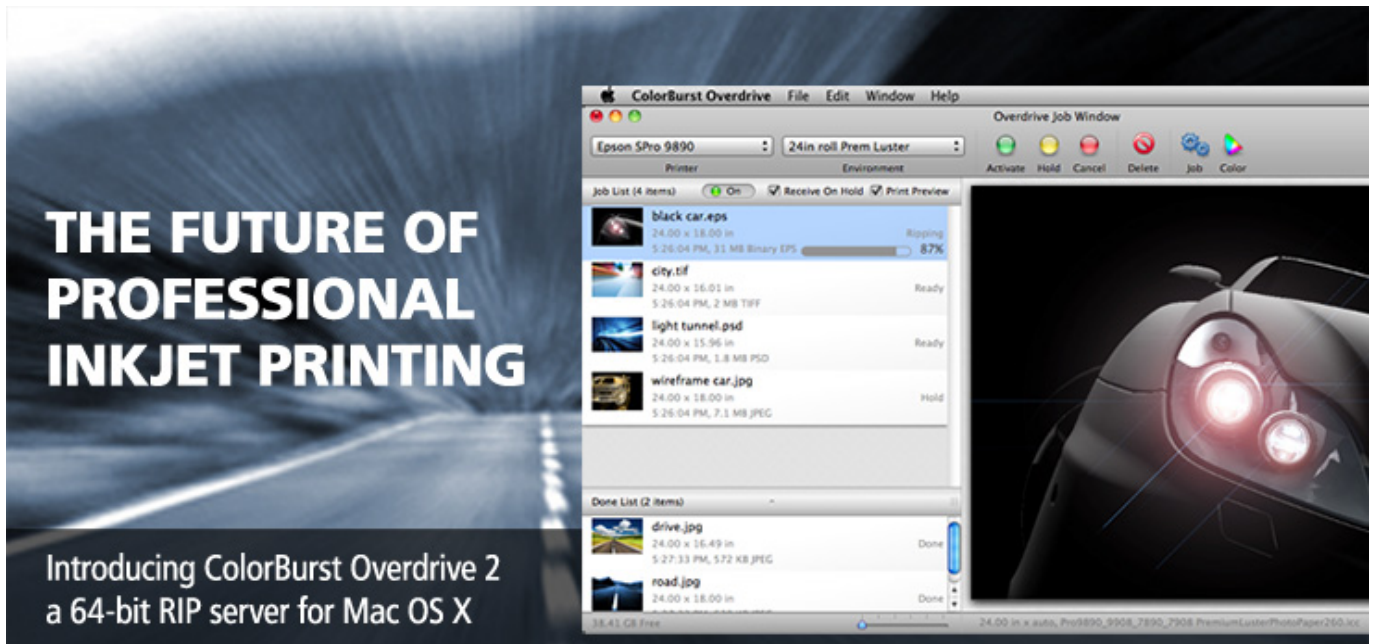 THE FUTURE OF
PROFESSIONAL
INKJET PRINTING
Introducing ColorBurst Overdrive 2
a 64-bit RIP server for Mac OS X
ColorBurst Overdrive File Edit Window Help
Overdrive Job Window
Epson SPro 9890 24in roll Prem Luster
Printer Environment Activate Hold Cancel Delete Job Color
Job List (4 items) On Receive On Hold Print Preview
black car.eps
24.00 x 18.00 in Ripping
5:26:04 PM, 31 MB Binary EPS 87%
city.tif
24.00 x 16.01 in Ready
5:26:04 PM, 2 MB TIFF
light tunnel.psd
24.00 x 15.96 in Ready
5:26:04 PM, 1.8 MB PSD
wireframe car.jpg
24.00 x 18.00 in Hold
5:26:04 PM, 7.1 MB JPEG
Done List (2 items)
drive.jpg
24.00 x 16.49 in Done
5:27:33 PM, 572 KB JPEG
road.jpg
24.00 x 18.00 in Done
38.41 GB Free
24.00 in x auto, Pro9890_9908_7890_7908 PremiumLusterPhotoPaper260.icc